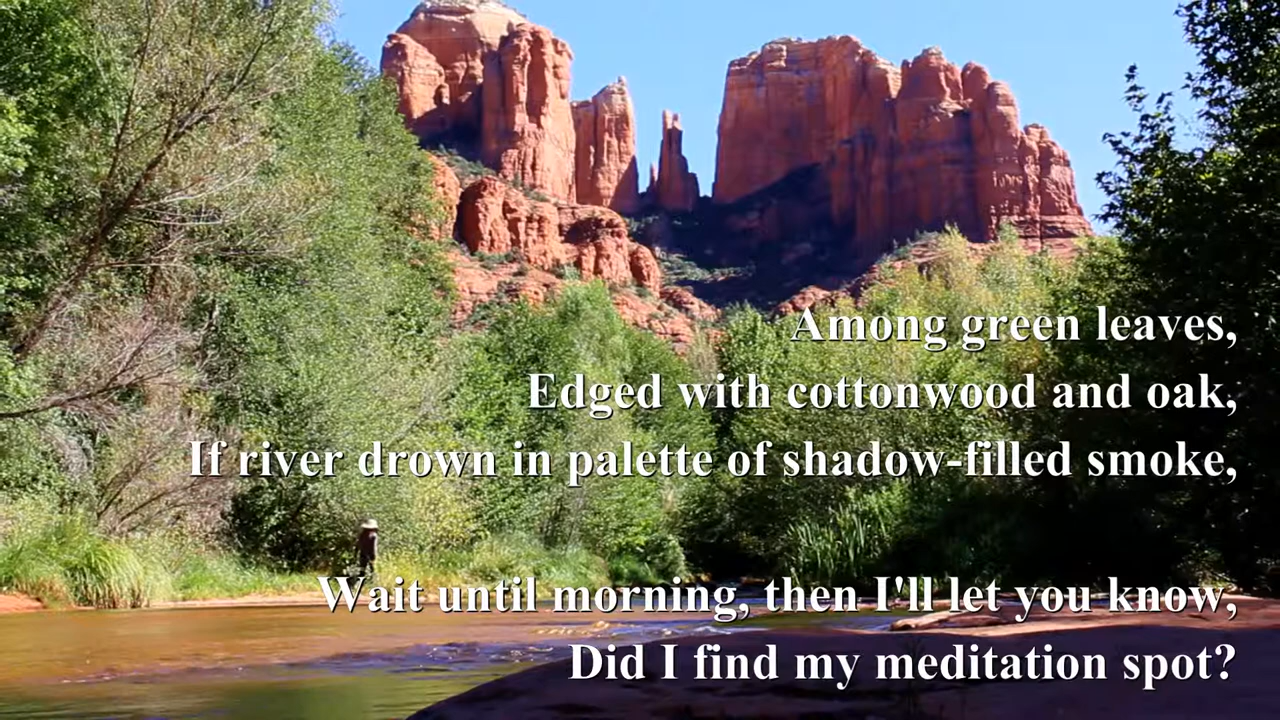 Among green leaves,
Edged with cottonwood and oak,
If river drown in palette of shadow-filled smoke,
Wait until morning, then I'll let you know,
Did I find my meditation spot?